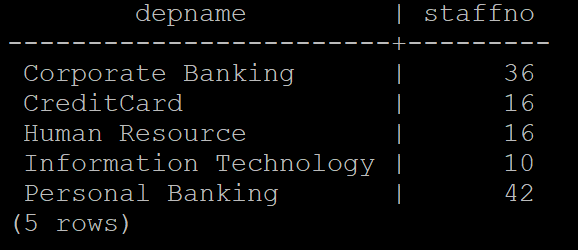 depname | staffno
-------------------------+---------
Corporate Banking | 36
CreditCard | 16
Human Resource | 16
Information Technology | 10
Personal Banking | 42
(5 rows)